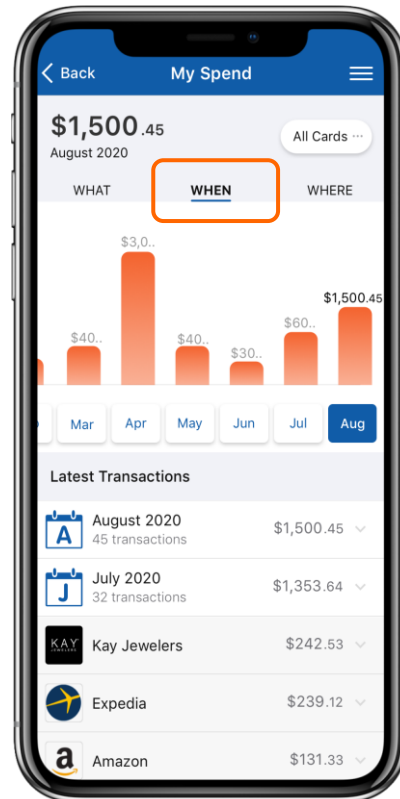 Back My Spend
$1,500.45
August 2020
All Cards ...
WHAT WHEN WHERE
$3,0..
$1,500.45
$60..
$40..
$40..
$30..
Mar Apr May Jun Jul Aug
Latest Transactions
A
August 2020
45 transactions
$1,500.45
J
July 2020
32 transactions
$1,353.64
KAY
JEWELERS
Kay Jewelers
$242.53
Expedia
$239.12
a
Amazon
$131.33